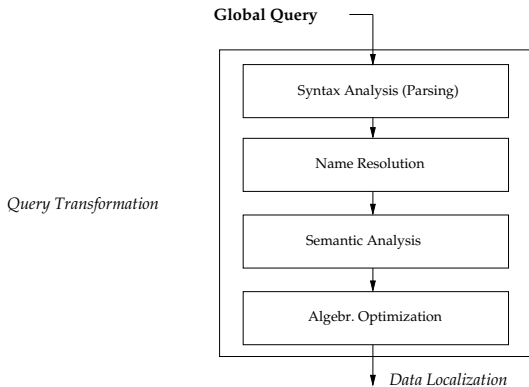 Global Query
Syntax Analysis (Parsing)
Name Resolution
Query Transformation
Semantic Analysis
Algebr. Optimization
Data Localization